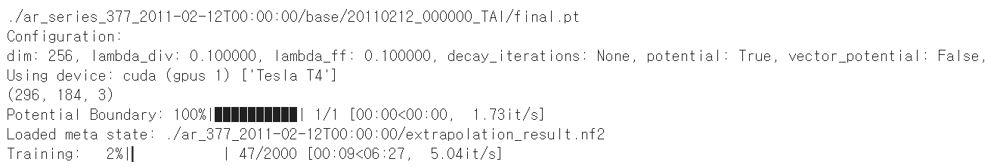 ./ar_series_377_2011-02-12T00:00:00/base/20110212_000000_TAI/final.pt
Configuration:
dim: 256, lambda_div: 0.100000, lambda_ff: 0.100000, decay_iterations: None, potential: True, vector_potential: False,
Using device: cuda (gpus 1) ['Tesla T4']
(296, 184, 3)
Potential Boundary: 100%|██████████| 1/1 [00:00<00:00,  1.73it/s]
Loaded meta state: ./ar_377_2011-02-12T00:00:00/extrapolation_result.nf2
Training:   2%|▏         | 47/2000 [00:09<06:27,  5.04it/s]